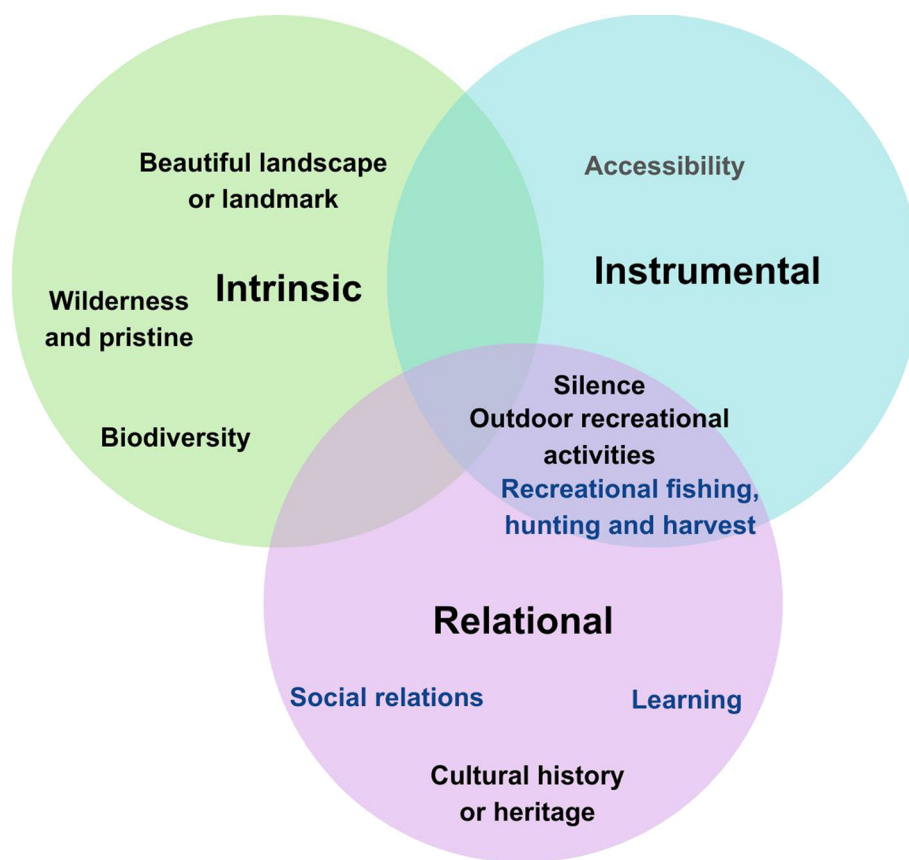 Beautiful landscape
or landmark
Accessibility
Intrinsic
Instrumental
Wilderness
and pristine
Biodiversity
Silence
Outdoor recreational
activities
Recreational fishing,
hunting and harvest
Relational
Social relations
Learning
Cultural history
or heritage